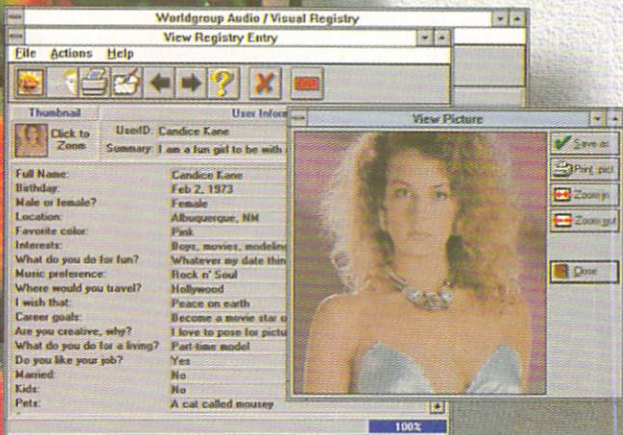 Worldgroup Audio / Visual Registry
View Registry Entry
File Actions Help
Thumbnail User Infor
Click to
Zoom
UserID: Candice Kane
Summary: I am a fun girl to be with
Full Name: Candice Kane
Birthday: Feb 2, 1973
Male or female? Female
Location: Albuquerque, NM
Favorite color: Pink
Interests: Boys, movies, modeling
What do you do for fun? Whatever my date thin
Music preference: Rock n' Soul
Where would you travel? Hollywood
I wish that: Peace on earth
Career goals: Become a movie star o
Are you creative, why? I love to pose for pictu
What do you do for a living? Part-time model
Do you like your job? Yes
Married: No
Kids: No
Pets: A cat called mousey
100%
View Picture
Save as
Print pict
Zoom in
Zoom out
Close